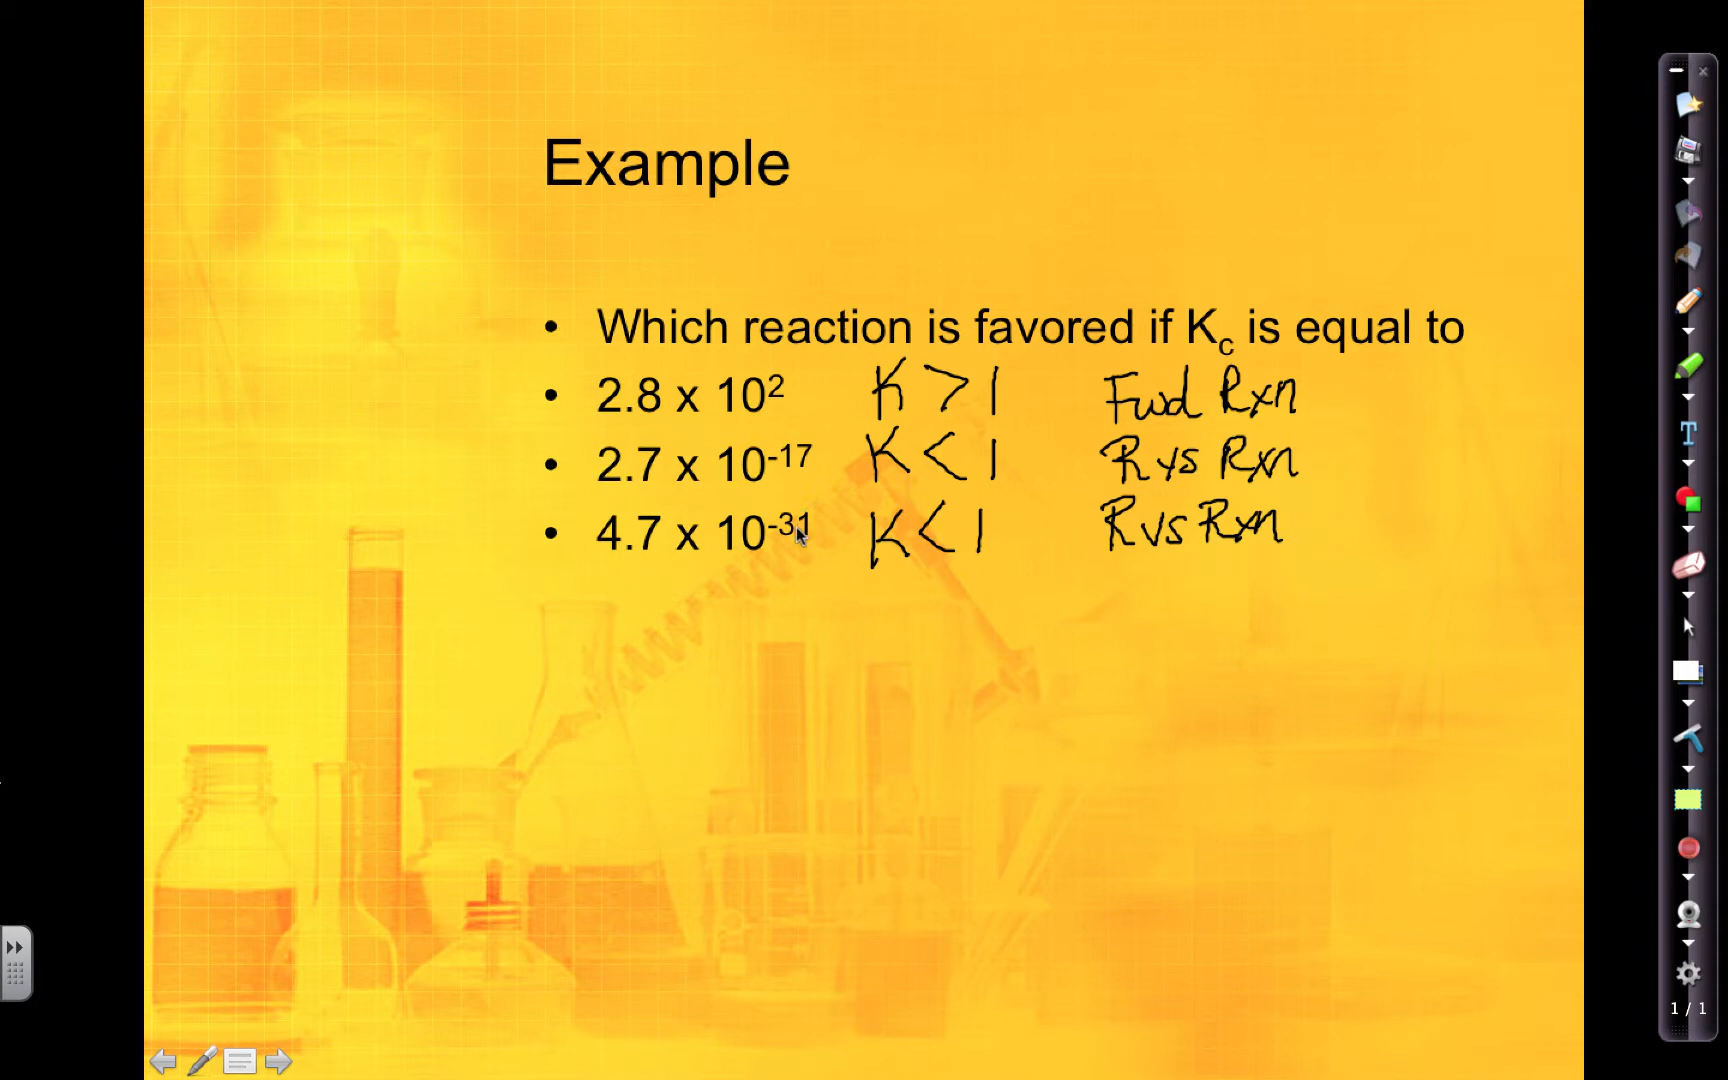 Example
• Which reaction is favored if Kc is equal to
• 2.8 x 10² K > 1 Fwd Rxn
• 2.7 x 10⁻¹⁷ K < 1 Rvs Rxn
• 4.7 x 10⁻³¹ K < 1 Rvs Rxn
1 / 1